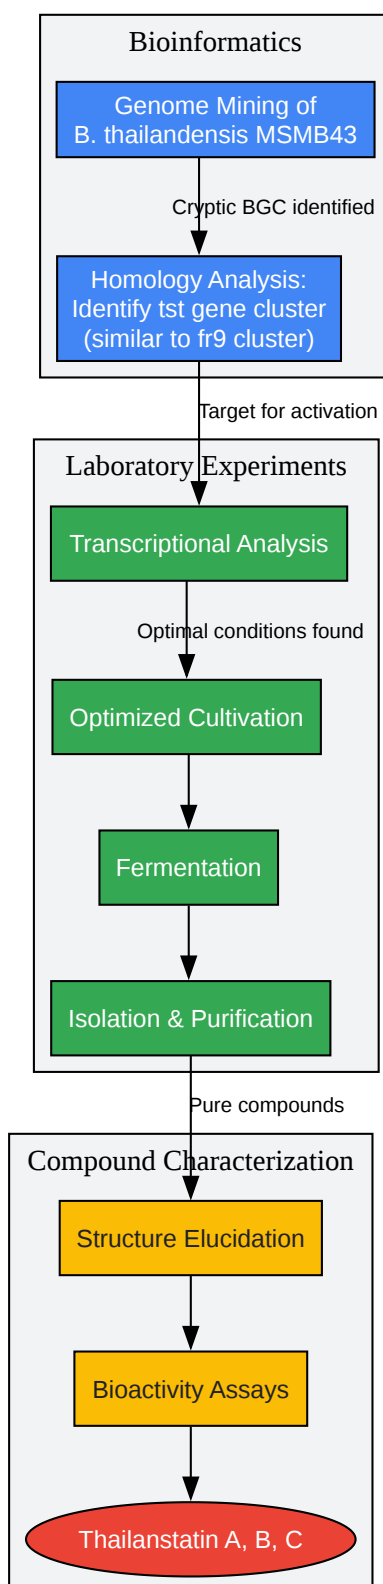 Bioinformatics
Genome Mining of
B. thailandensis MSMB43
Cryptic BGC identified
Homology Analysis:
Identify tst gene cluster
(similar to fr9 cluster)
Target for activation
Laboratory Experiments
Transcriptional Analysis
Optimal conditions found
Optimized Cultivation
Fermentation
Isolation & Purification
Pure compounds
Compound Characterization
Structure Elucidation
Bioactivity Assays
Thailanstatin A, B, C